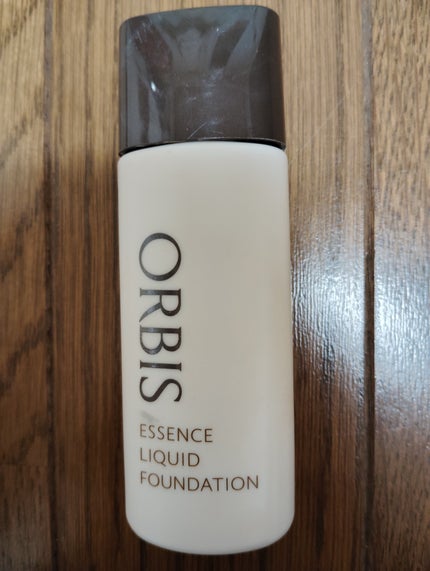 ORBIS
ESSENCE
LIQUID
FOUNDATION